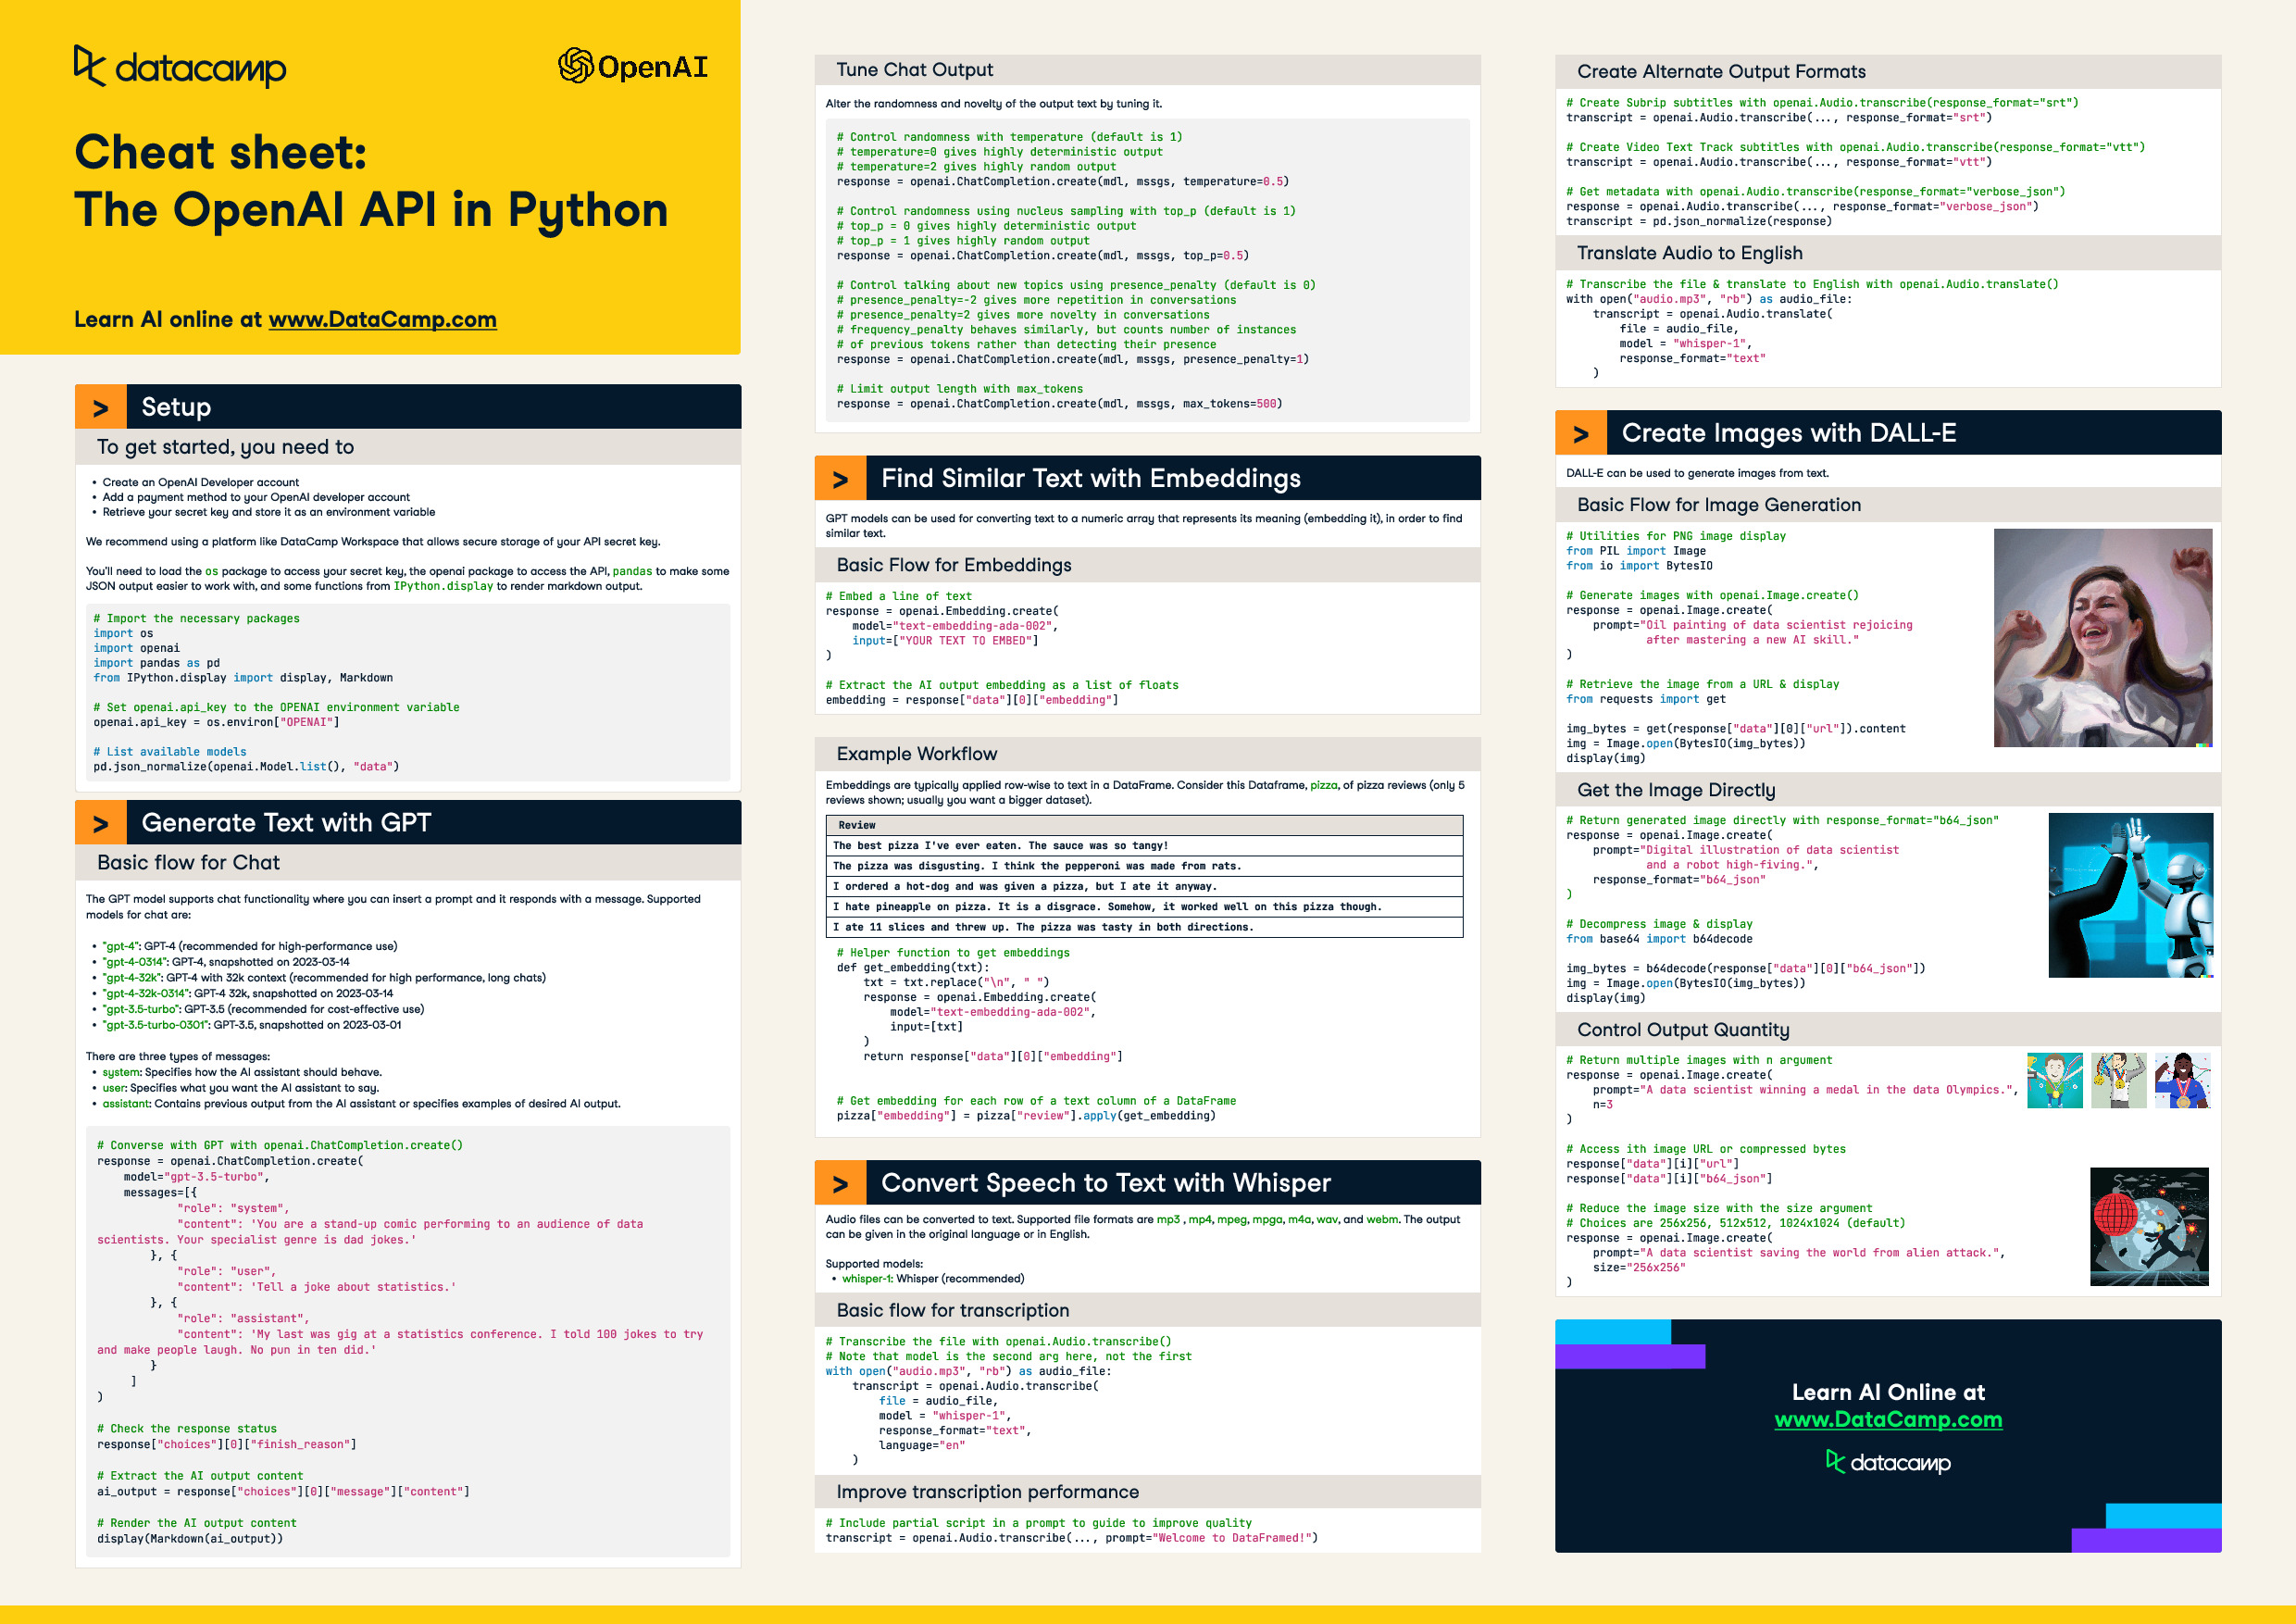 datacamp
OpenAI
Cheat sheet:
The OpenAI API in Python
Learn AI online at www.DataCamp.com
> Setup
To get started, you need to
• Create an OpenAI Developer account
• Add a payment method to your OpenAI developer account
• Retrieve your secret key and store it as an environment variable
We recommend using a platform like DataCamp Workspace that allows secure storage of your API secret key.
You'll need to load the os package to access your secret key, the openai package to access the API, pandas to make some
JSON output easier to work with, and some functions from IPython.display to render markdown output.
# Import the necessary packages
import os
import openai
import pandas as pd
from IPython.display import display, Markdown
# Set openai.api_key to the OPENAI environment variable
openai.api_key = os.environ["OPENAI"]
# List available models
pd.json_normalize(openai.Model.list(), "data")
> Generate Text with GPT
Basic flow for Chat
The GPT model supports chat functionality where you can insert a prompt and it responds with a message. Supported
models for chat are:
• "gpt-4": GPT-4 (recommended for high-performance use)
• "gpt-4-0314": GPT-4, snapshotted on 2023-03-14
• "gpt-4-32k": GPT-4 with 32k context (recommended for high performance, long chats)
• "gpt-4-32k-0314": GPT-4 32k, snapshotted on 2023-03-14
• "gpt-3.5-turbo": GPT-3.5 (recommended for cost-effective use)
• "gpt-3.5-turbo-0301": GPT-3.5, snapshotted on 2023-03-01
There are three types of messages:
• system: Specifies how the AI assistant should behave.
• user: Specifies what you want the AI assistant to say.
• assistant: Contains previous output from the AI assistant or specifies examples of desired AI output.
# Converse with GPT with openai.ChatCompletion.create()
response = openai.ChatCompletion.create(
model="gpt-3.5-turbo",
messages=[{
"role": "system",
"content": 'You are a stand-up comic performing to an audience of data
scientists. Your specialist genre is dad jokes.'
}, {
"role": "user",
"content": 'Tell a joke about statistics.'
}, {
"role": "assistant",
"content": 'My last was gig at a statistics conference. I told 100 jokes to try
and make people laugh. No pun in ten did.'
}
]
)
# Check the response status
response["choices"][0]["finish_reason"]
# Extract the AI output content
ai_output = response["choices"][0]["message"]["content"]
# Render the AI output content
display(Markdown(ai_output))
Tune Chat Output
Alter the randomness and novelty of the output text by tuning it.
# Control randomness with temperature (default is 1)
# temperature=0 gives highly deterministic output
# temperature=2 gives highly random output
response = openai.ChatCompletion.create(mdl, mssgs, temperature=0.5)
# Control randomness using nucleus sampling with top_p (default is 1)
# top_p = 0 gives highly deterministic output
# top_p = 1 gives highly random output
response = openai.ChatCompletion.create(mdl, mssgs, top_p=0.5)
# Control talking about new topics using presence_penalty (default is 0)
# presence_penalty=-2 gives more repetition in conversations
# presence_penalty=2 gives more novelty in conversations
# frequency_penalty behaves similarly, but counts number of instances
# of previous tokens rather than detecting their presence
response = openai.ChatCompletion.create(mdl, mssgs, presence_penalty=1)
# Limit output length with max_tokens
response = openai.ChatCompletion.create(mdl, mssgs, max_tokens=500)
> Find Similar Text with Embeddings
GPT models can be used for converting text to a numeric array that represents its meaning (embedding it), in order to find
similar text.
Basic Flow for Embeddings
# Embed a line of text
response = openai.Embedding.create(
model="text-embedding-ada-002",
input=["YOUR TEXT TO EMBED"]
)
# Extract the AI output embedding as a list of floats
embedding = response["data"][0]["embedding"]
Example Workflow
Embeddings are typically applied row-wise to text in a DataFrame. Consider this Dataframe, pizza, of pizza reviews (only 5
reviews shown; usually you want a bigger dataset).
Review
The best pizza I've ever eaten. The sauce was so tangy!
The pizza was disgusting. I think the pepperoni was made from rats.
I ordered a hot-dog and was given a pizza, but I ate it anyway.
I hate pineapple on pizza. It is a disgrace. Somehow, it worked well on this pizza though.
I ate 11 slices and threw up. The pizza was tasty in both directions.
# Helper function to get embeddings
def get_embedding(txt):
txt = txt.replace("\n", " ")
response = openai.Embedding.create(
model="text-embedding-ada-002",
input=[txt]
)
return response["data"][0]["embedding"]
# Get embedding for each row of a text column of a DataFrame
pizza["embedding"] = pizza["review"].apply(get_embedding)
> Convert Speech to Text with Whisper
Audio files can be converted to text. Supported file formats are mp3 , mp4, mpeg, mpga, m4a, wav, and webm. The output
can be given in the original language or in English.
Supported models:
• whisper-1: Whisper (recommended)
Basic flow for transcription
# Transcribe the file with openai.Audio.transcribe()
# Note that model is the second arg here, not the first
with open("audio.mp3", "rb") as audio_file:
transcript = openai.Audio.transcribe(
file = audio_file,
model = "whisper-1",
response_format="text",
language="en"
)
Improve transcription performance
# Include partial script in a prompt to guide to improve quality
transcript = openai.Audio.transcribe(..., prompt="Welcome to DataFramed!")
Create Alternate Output Formats
# Create Subrip subtitles with openai.Audio.transcribe(response_format="srt")
transcript = openai.Audio.transcribe(..., response_format="srt")
# Create Video Text Track subtitles with openai.Audio.transcribe(response_format="vtt")
transcript = openai.Audio.transcribe(..., response_format="vtt")
# Get metadata with openai.Audio.transcribe(response_format="verbose_json")
response = openai.Audio.transcribe(..., response_format="verbose_json")
transcript = pd.json_normalize(response)
Translate Audio to English
# Transcribe the file & translate to English with openai.Audio.translate()
with open("audio.mp3", "rb") as audio_file:
transcript = openai.Audio.translate(
file = audio_file,
model = "whisper-1",
response_format="text"
)
> Create Images with DALL-E
DALL-E can be used to generate images from text.
Basic Flow for Image Generation
# Utilities for PNG image display
from PIL import Image
from io import BytesIO
# Generate images with openai.Image.create()
response = openai.Image.create(
prompt="Oil painting of data scientist rejoicing
after mastering a new AI skill."
)
# Retrieve the image from a URL & display
from requests import get
img_bytes = get(response["data"][0]["url"]).content
img = Image.open(BytesIO(img_bytes))
display(img)
Get the Image Directly
# Return generated image directly with response_format="b64_json"
response = openai.Image.create(
prompt="Digital illustration of data scientist
and a robot high-fiving.",
response_format="b64_json"
)
# Decompress image & display
from base64 import b64decode
img_bytes = b64decode(response["data"][0]["b64_json"])
img = Image.open(BytesIO(img_bytes))
display(img)
Control Output Quantity
# Return multiple images with n argument
response = openai.Image.create(
prompt="A data scientist winning a medal in the data Olympics.",
n=3
)
# Access ith image URL or compressed bytes
response["data"][i]["url"]
response["data"][i]["b64_json"]
# Reduce the image size with the size argument
# Choices are 256x256, 512x512, 1024x1024 (default)
response = openai.Image.create(
prompt="A data scientist saving the world from alien attack.",
size="256x256"
)
Learn AI Online at
www.DataCamp.com
datacamp